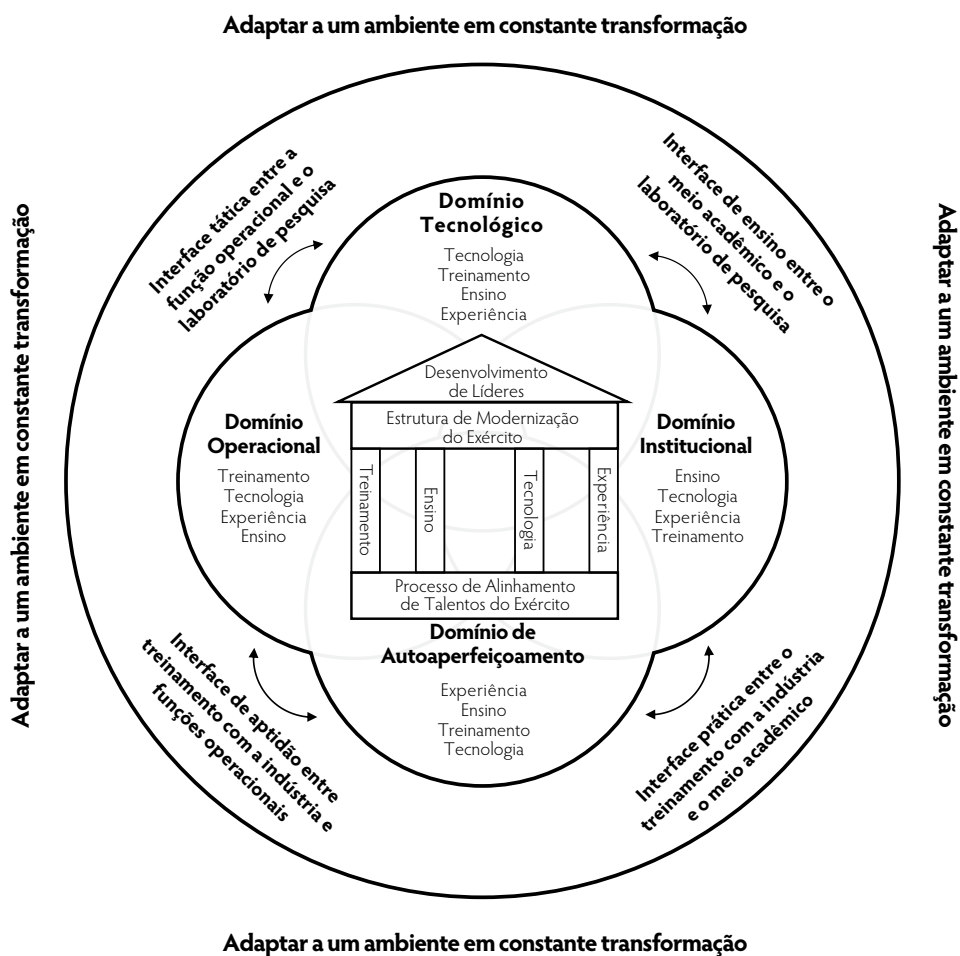 Adaptar a um ambiente em constante transformação
Adaptar a um ambiente em constante transformação
Interface tática entre a
função operacional e o
laboratório de pesquisa
Interface de ensino entre o
meio acadêmico e o
laboratório de pesquisa
Adaptar a um ambiente em constante transformação
Domínio
Tecnológico
Tecnologia
Treinamento
Ensino
Experiência
Domínio
Operacional
Treinamento
Tecnologia
Experiência
Ensino
Desenvolvimento
de Líderes
Estrutura de Modernização
do Exército
Treinamento
Ensino
Tecnologia
Experiência
Processo de Alinhamento
de Talentos do Exército
Domínio
Institucional
Ensino
Tecnologia
Experiência
Treinamento
Domínio de
Autoaperfeiçoamento
Experiência
Ensino
Treinamento
Tecnologia
Interface de aptidão entre
treinamento com a indústria e
funções operacionais
Interface prática entre o
treinamento com a indústria
e o meio acadêmico
Adaptar a um ambiente em constante transformação